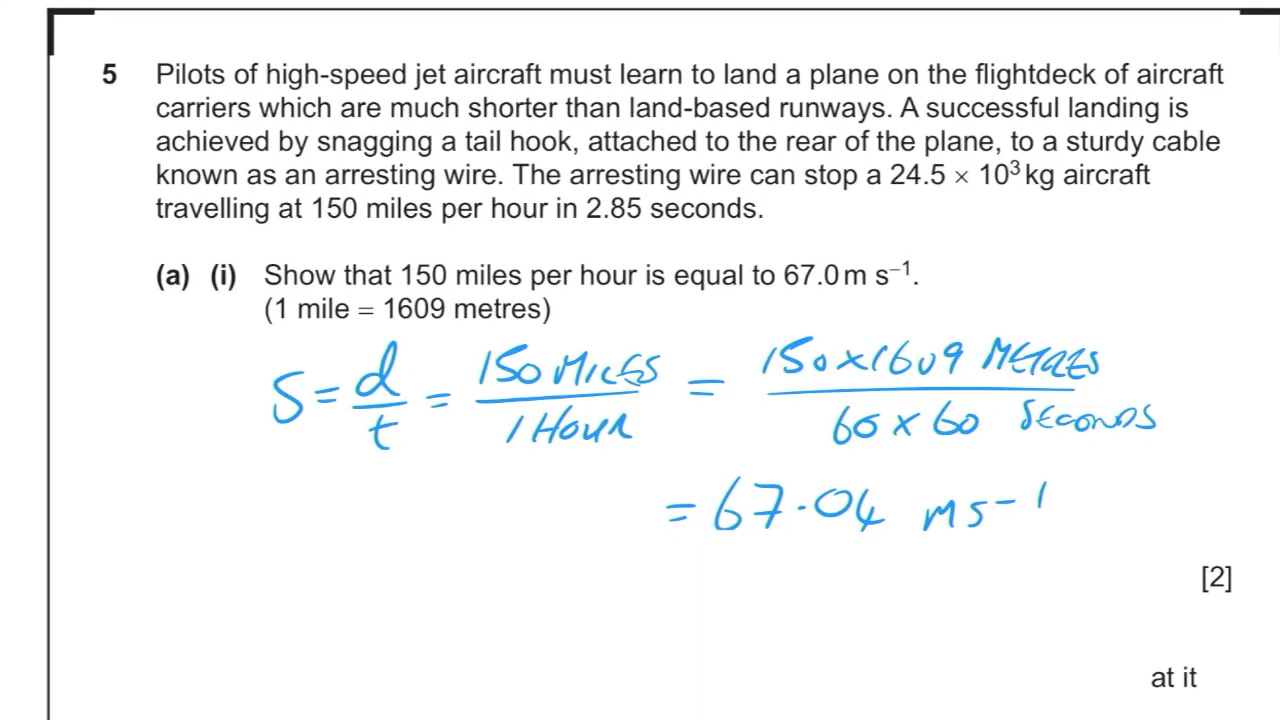 5 Pilots of high-speed jet aircraft must learn to land a plane on the flightdeck of aircraft
carriers which are much shorter than land-based runways. A successful landing is
achieved by snagging a tail hook, attached to the rear of the plane, to a sturdy cable
known as an arresting wire. The arresting wire can stop a 24.5 × 10³ kg aircraft
travelling at 150 miles per hour in 2.85 seconds.
(a) (i) Show that 150 miles per hour is equal to 67.0 m s⁻¹.
(1 mile = 1609 metres)
S = d/t = 150 MILES/1 HOUR = 150 × 1609 METRES/60 × 60 SECONDS
= 67.04 ms⁻¹
[2]
at it